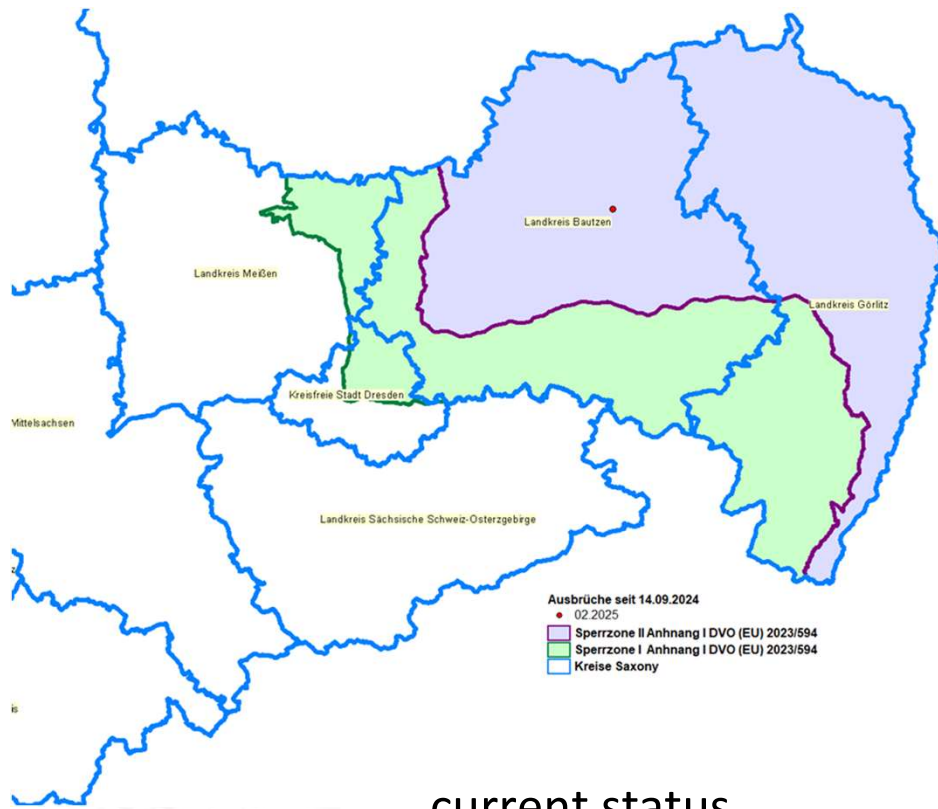 Landkreis Bautzen
Landkreis Meißen
Landkreis Görlitz
Kreisfreie Stadt Dresden
Mittelsachsen
Landkreis Sächsische Schweiz-Osterzgebirge
Ausbrüche seit 14.09.2024
02.2025
Sperrzone II Anhnang I DVO (EU) 2023/594
Sperrzone I Anhnang I DVO (EU) 2023/594
Kreise Saxony
is
current status